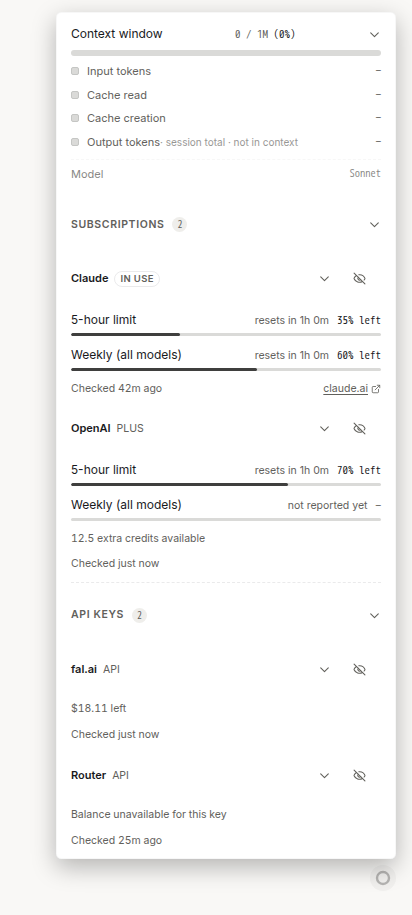 Context window 0 / 1M (0%)
Input tokens –
Cache read –
Cache creation –
Output tokens · session total · not in context –
Model Sonnet
SUBSCRIPTIONS 2
Claude IN USE
5-hour limit resets in 1h 0m 35% left
Weekly (all models) resets in 1h 0m 60% left
Checked 42m ago claude.ai
OpenAI PLUS
5-hour limit resets in 1h 0m 70% left
Weekly (all models) not reported yet –
12.5 extra credits available
Checked just now
API KEYS 2
fal.ai API
$18.11 left
Checked just now
Router API
Balance unavailable for this key
Checked 25m ago